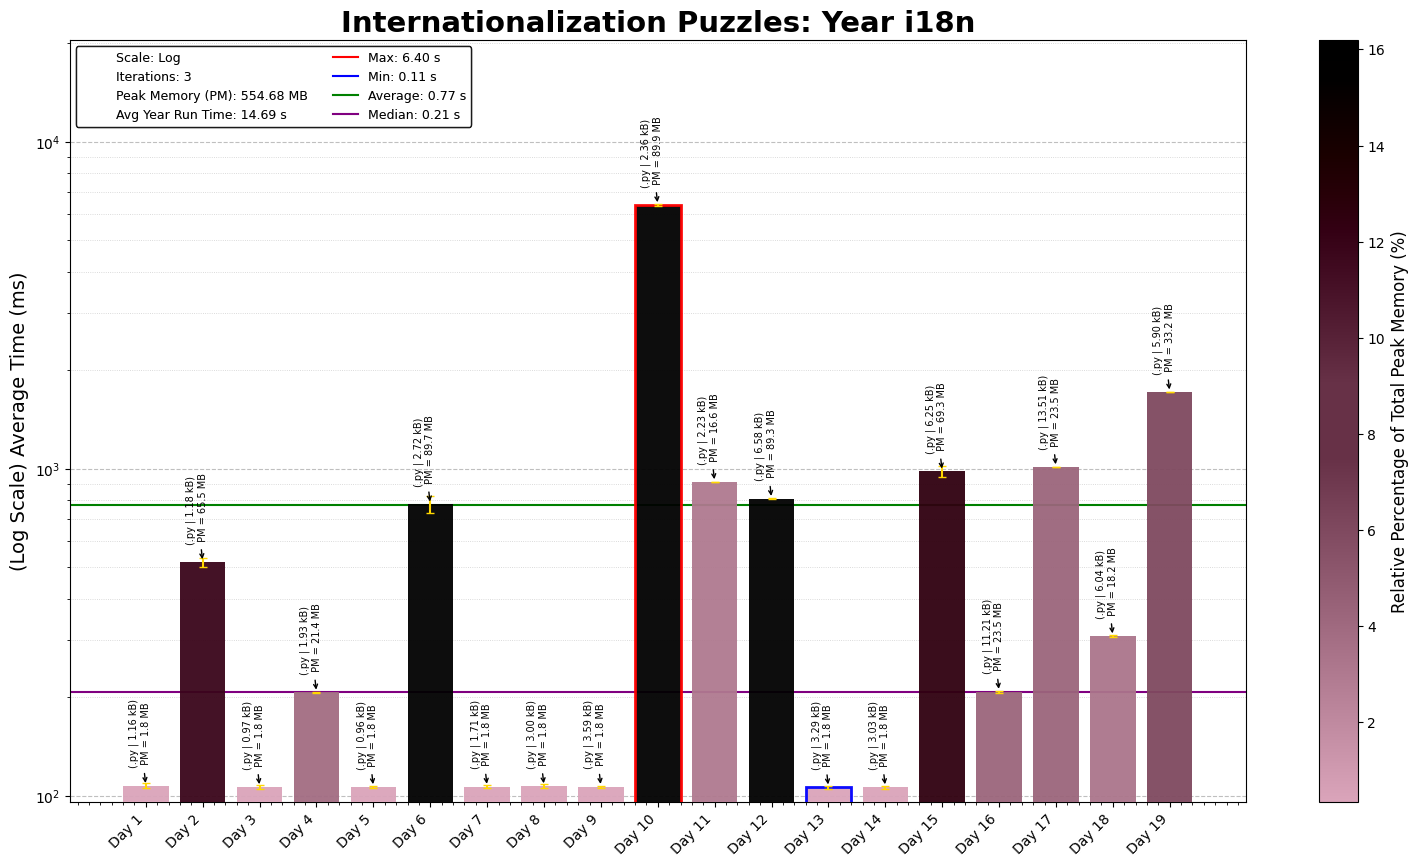 Internationalization Puzzles: Year i18n
Scale: Log
Iterations: 3
Peak Memory (PM): 554.68 MB
Avg Year Run Time: 14.69 s
Max: 6.40 s
Min: 0.11 s
Average: 0.77 s
Median: 0.21 s
(Log Scale) Average Time (ms)
10^4
10^3
10^2
(.py | 1.16 kB)
PM = 1.8 MB
(.py | 1.18 kB)
PM = 65.5 MB
(.py | 0.97 kB)
PM = 1.8 MB
(.py | 1.93 kB)
PM = 21.4 MB
(.py | 0.96 kB)
PM = 1.8 MB
(.py | 2.72 kB)
PM = 89.7 MB
(.py | 1.71 kB)
PM = 1.8 MB
(.py | 3.00 kB)
PM = 1.8 MB
(.py | 3.59 kB)
PM = 1.8 MB
(.py | 2.36 kB)
PM = 89.9 MB
(.py | 2.23 kB)
PM = 16.6 MB
(.py | 6.58 kB)
PM = 89.3 MB
(.py | 3.29 kB)
PM = 1.8 MB
(.py | 3.03 kB)
PM = 1.8 MB
(.py | 6.25 kB)
PM = 69.3 MB
(.py | 11.21 kB)
PM = 23.5 MB
(.py | 13.51 kB)
PM = 23.5 MB
(.py | 6.04 kB)
PM = 18.2 MB
(.py | 5.90 kB)
PM = 33.2 MB
Day 1
Day 2
Day 3
Day 4
Day 5
Day 6
Day 7
Day 8
Day 9
Day 10
Day 11
Day 12
Day 13
Day 14
Day 15
Day 16
Day 17
Day 18
Day 19
16
14
12
10
8
6
4
2
Relative Percentage of Total Peak Memory (%)